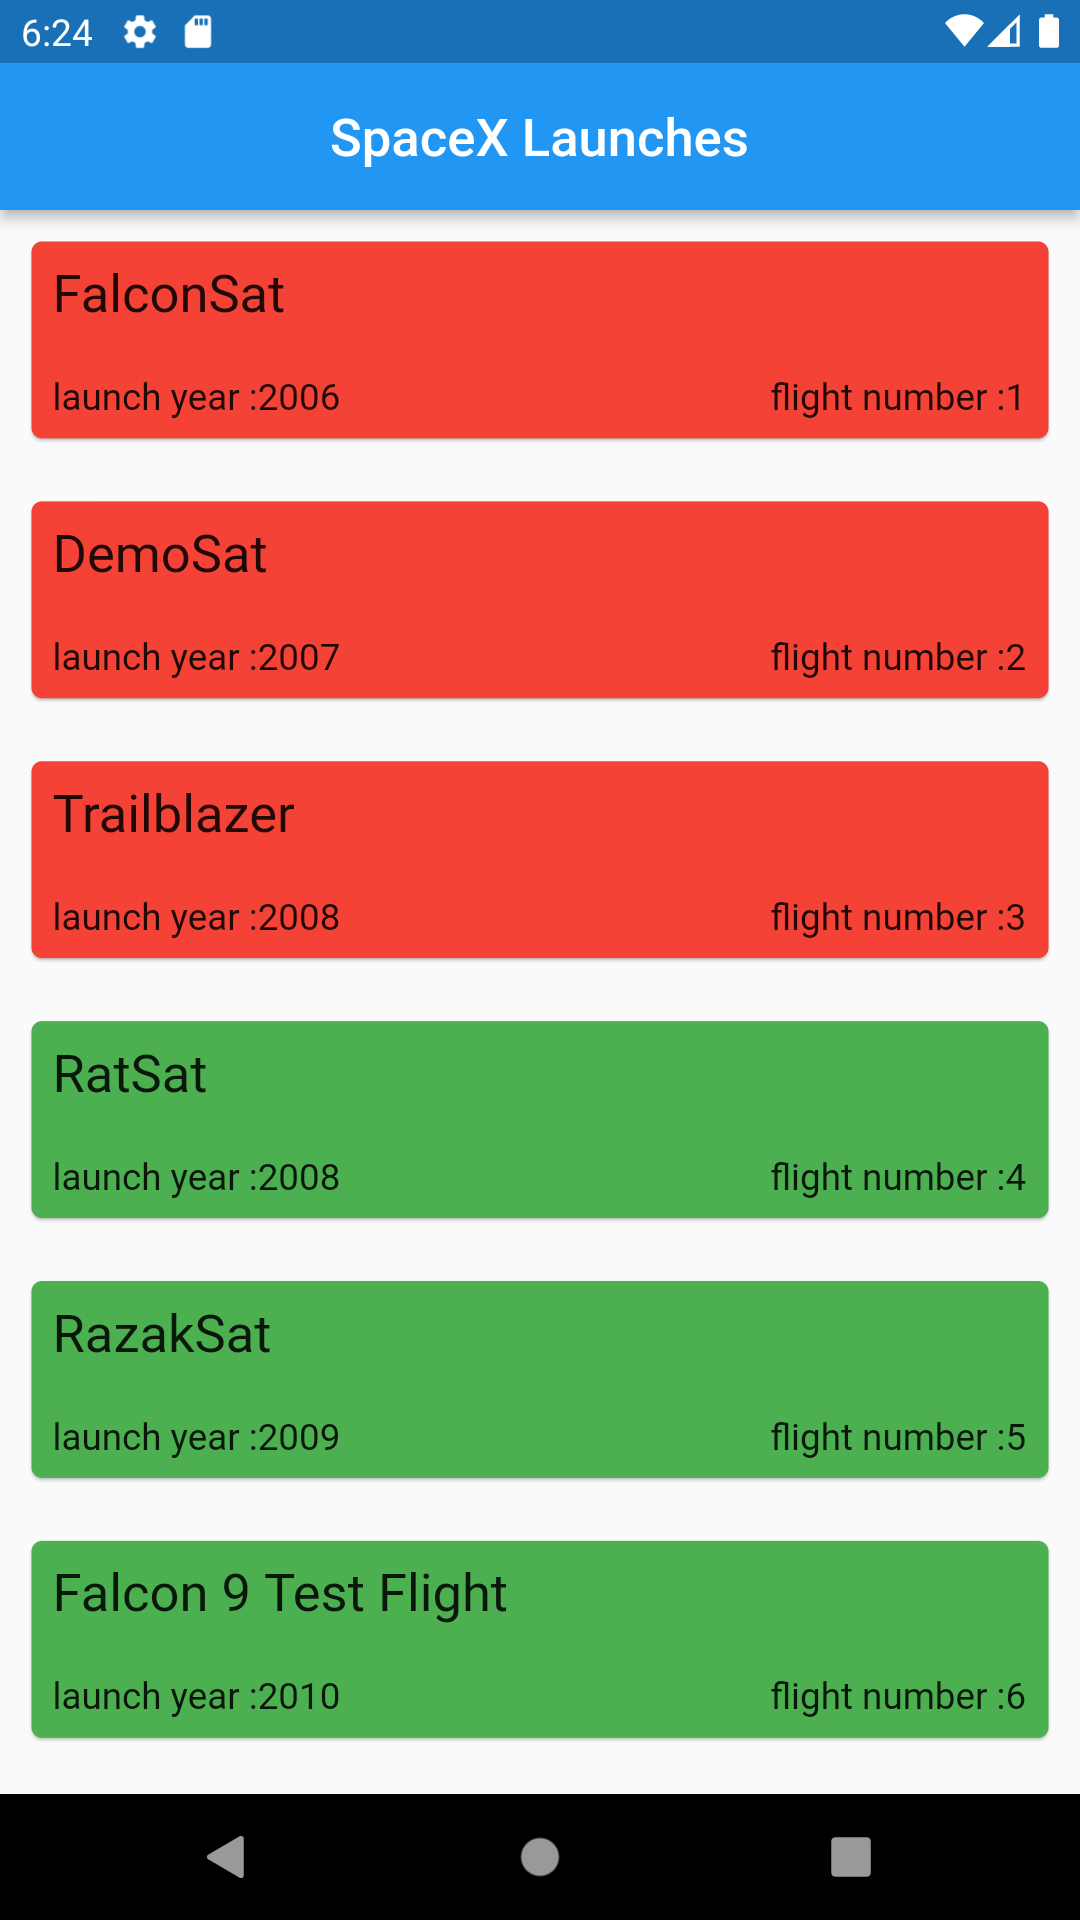 6:24
SpaceX Launches
FalconSat
launch year :2006 flight number :1
DemoSat
launch year :2007 flight number :2
Trailblazer
launch year :2008 flight number :3
RatSat
launch year :2008 flight number :4
RazakSat
launch year :2009 flight number :5
Falcon 9 Test Flight
launch year :2010 flight number :6